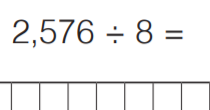 2,576 ÷ 8 =